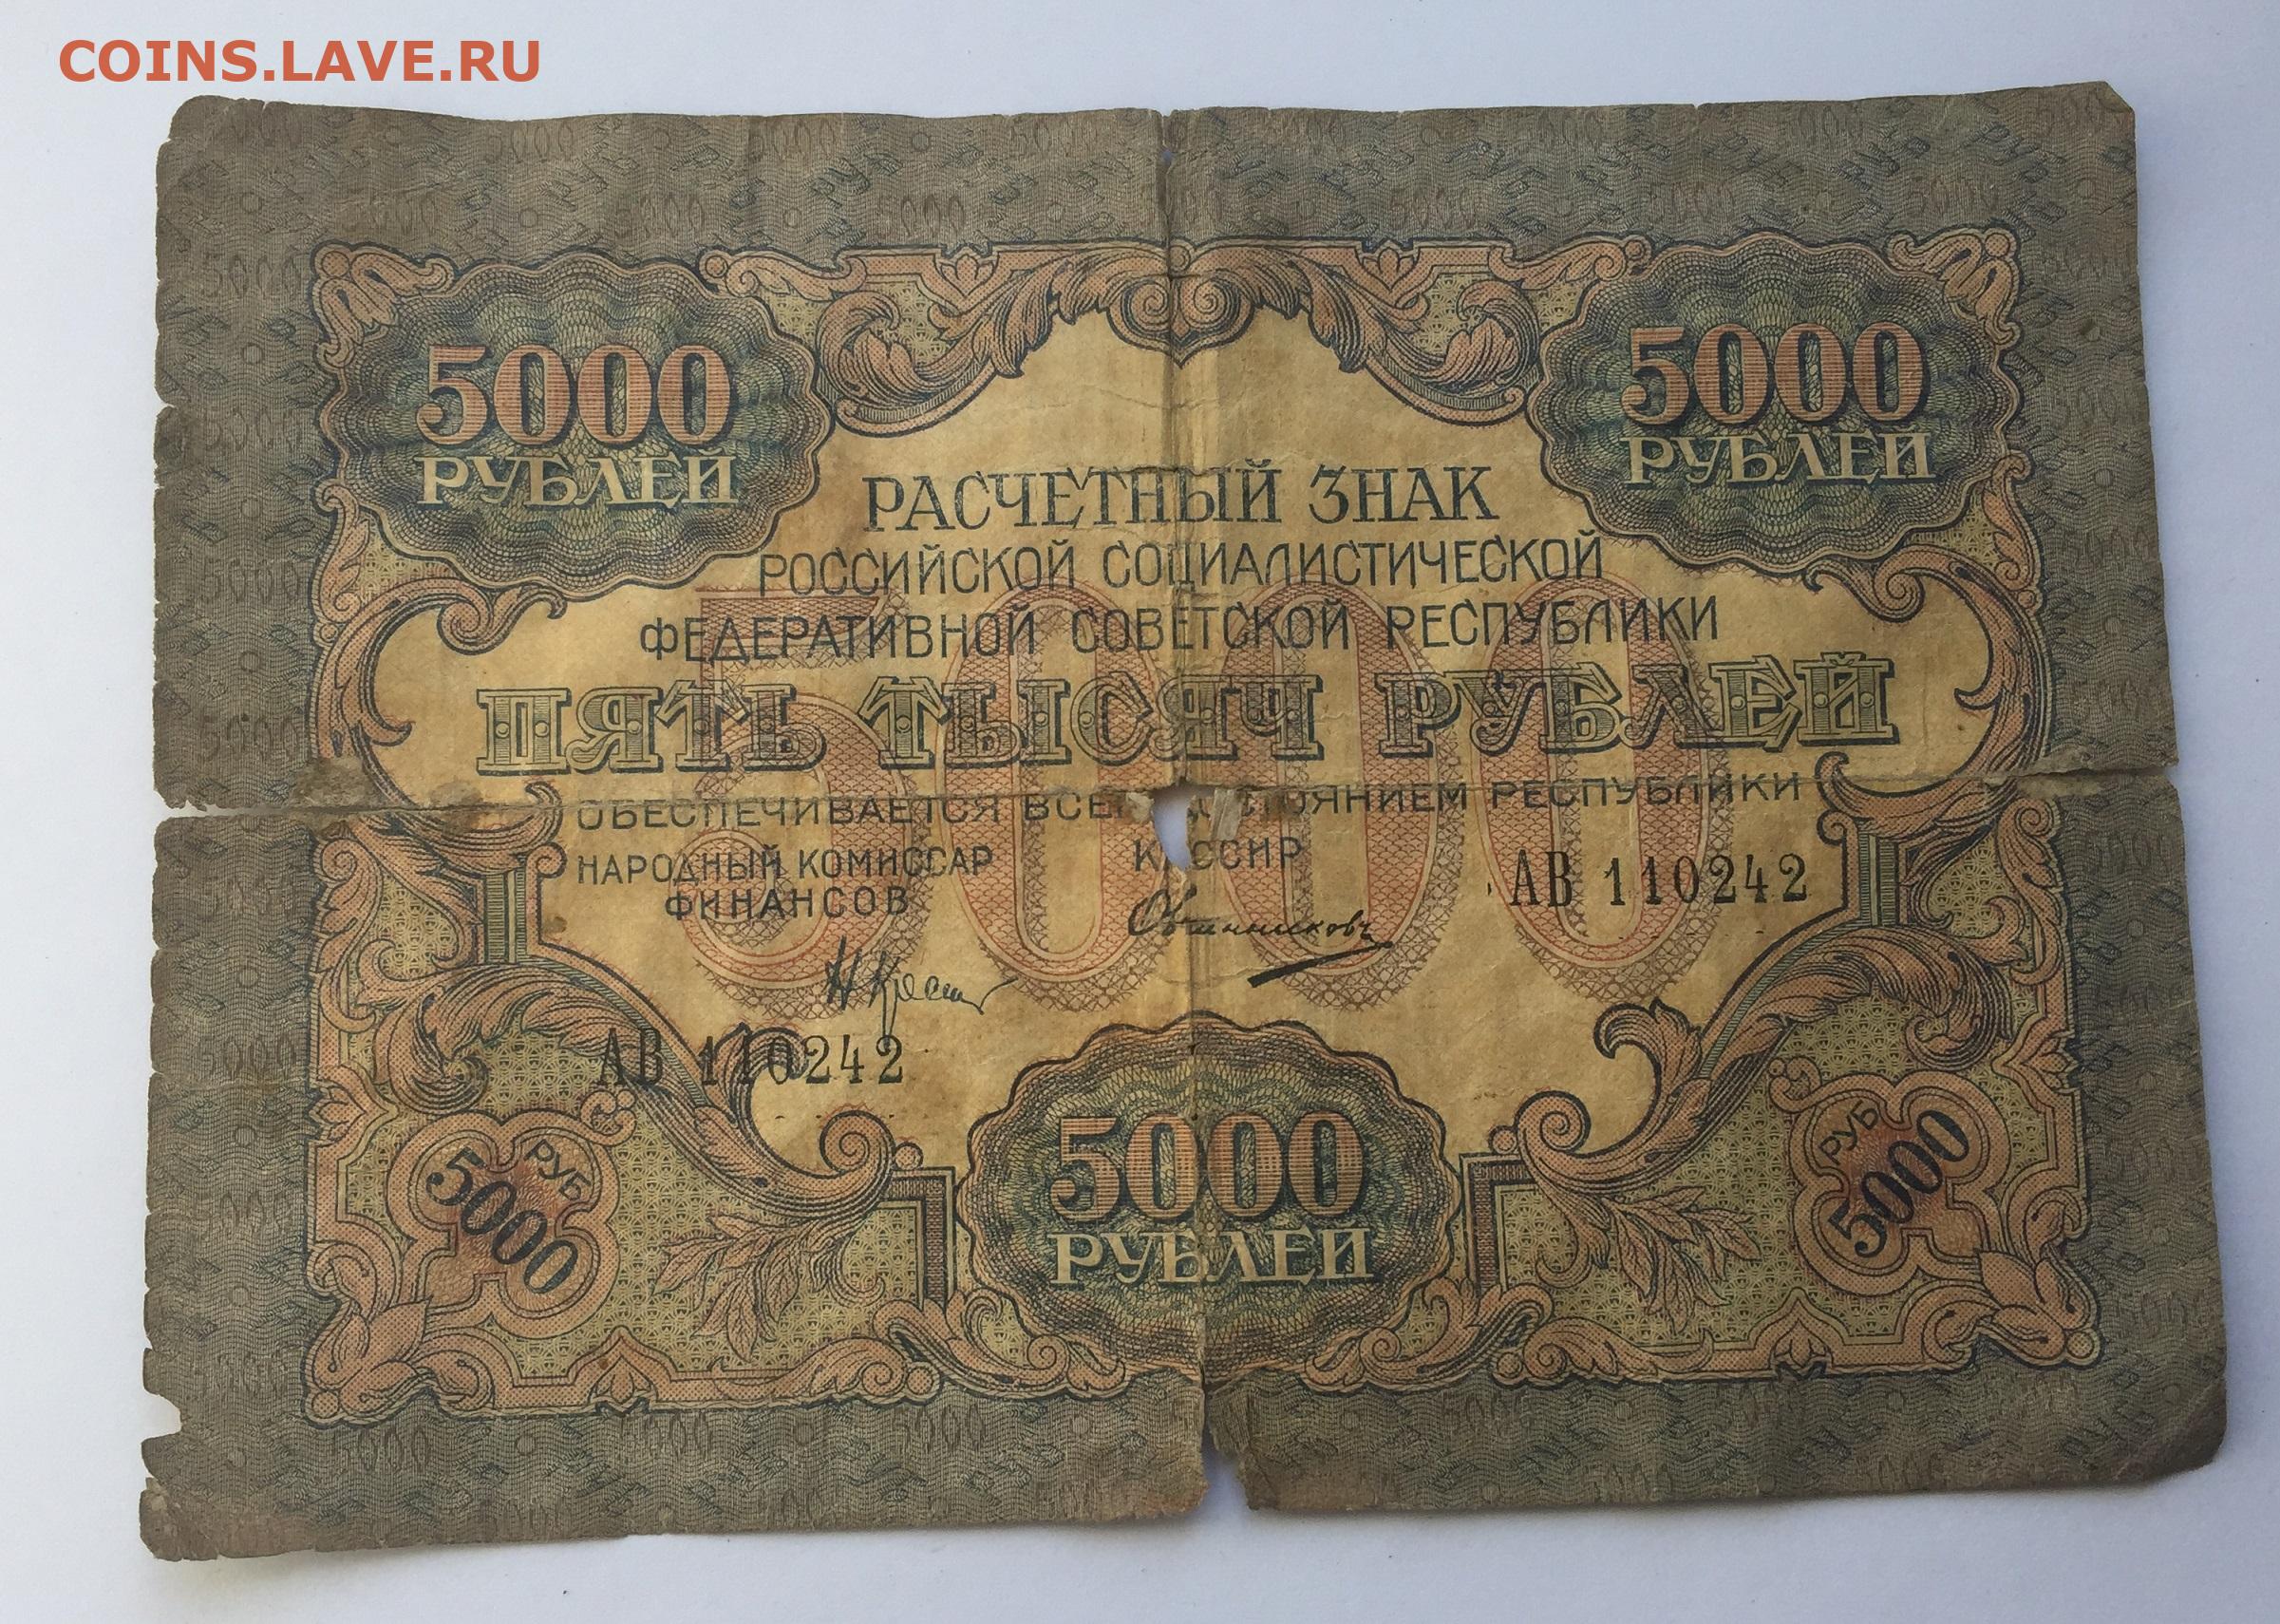 COINS.LAVE.RU
5000
РУБЛЕЙ
5000
РУБЛЕЙ
РАСЧЕТНЫЙ ЗНАК
РОССИЙСКОЙ СОЦИАЛИСТИЧЕСКОЙ
ФЕДЕРАТИВНОЙ СОВЕТСКОЙ РЕСПУБЛИКИ
5000
ПЯТЬ ТЫСЯЧ РУБЛЕЙ
ОБЕСПЕЧИВАЕТСЯ ВСЕМ ДОСТОЯНИЕМ РЕСПУБЛИКИ
НАРОДНЫЙ КОМИССАР
ФИНАНСОВ
КАССИР
АВ 110242
Овчинниковъ
АВ 110242
РУБ
5000
5000
РУБЛЕЙ
РУБ
5000